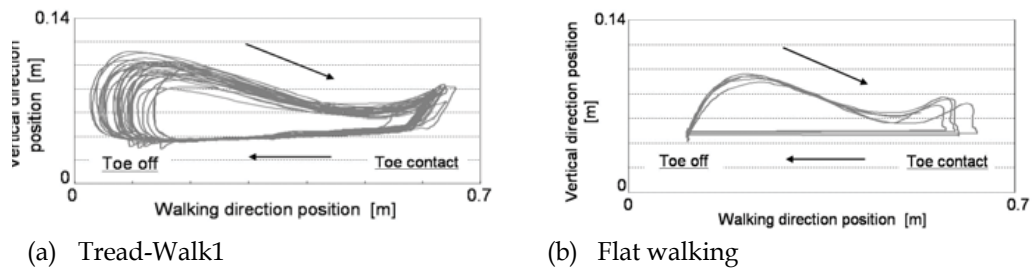 0.14
Vertical direction
position [m]
Toe off
Toe contact
0
0
0.7
Walking direction position [m]
(a) Tread-Walk1
0.14
Vertical direction position
[m]
Toe off
Toe contact
0
0
0.7
Walking direction position [m]
(b) Flat walking